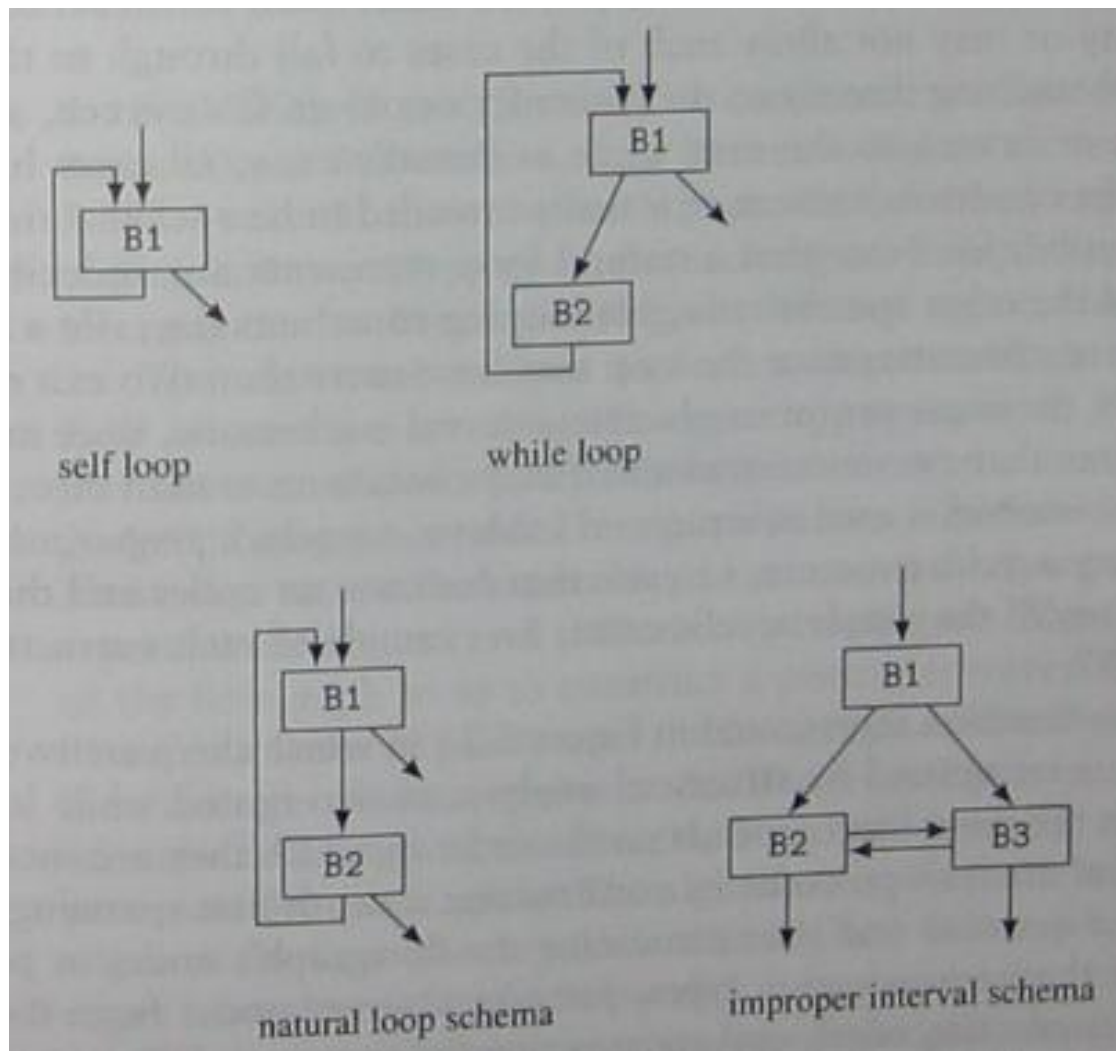 B1
B1
B2
self loop
while loop
B1
B1
B2
B2
B3
natural loop schema
improper interval schema